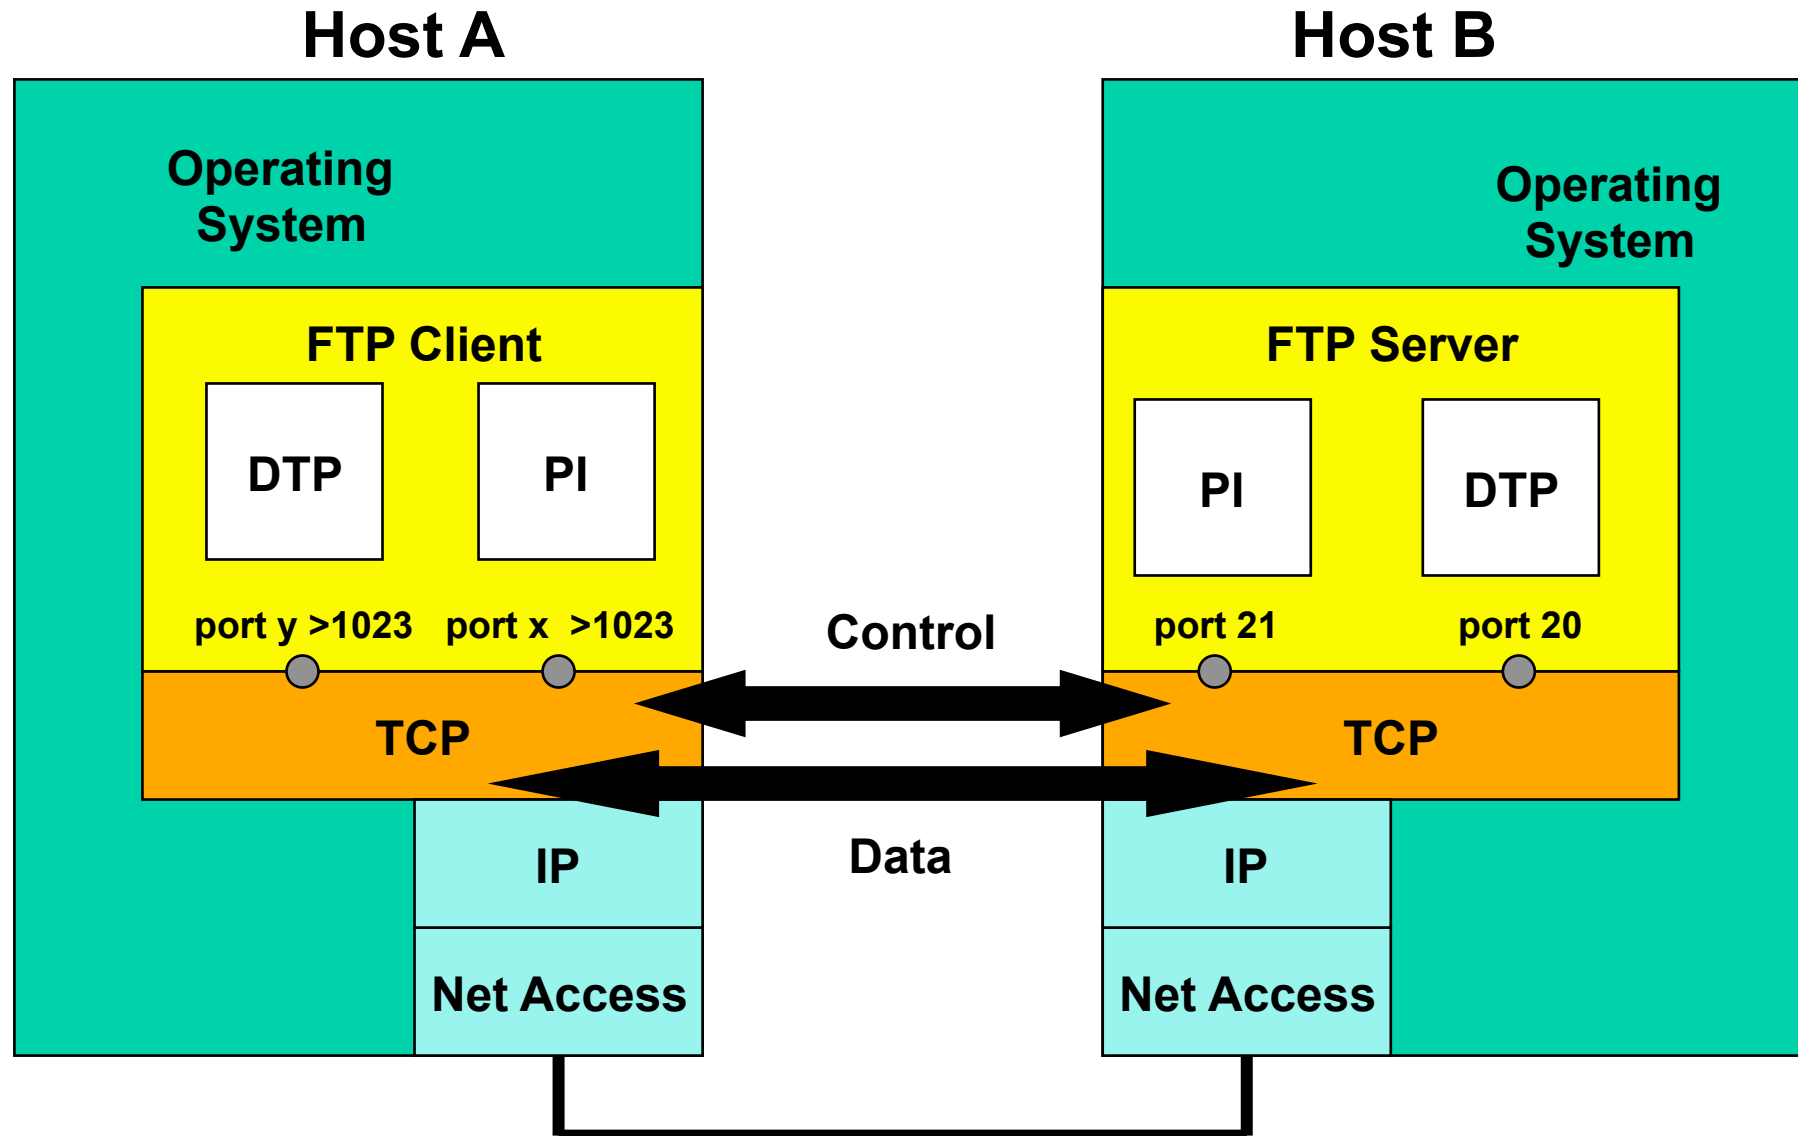 Host A
Host B
Operating
System
Operating
System
FTP Client
FTP Server
DTP
PI
PI
DTP
port y >1023
port x >1023
Control
port 21
port 20
TCP
TCP
Data
IP
IP
Net Access
Net Access